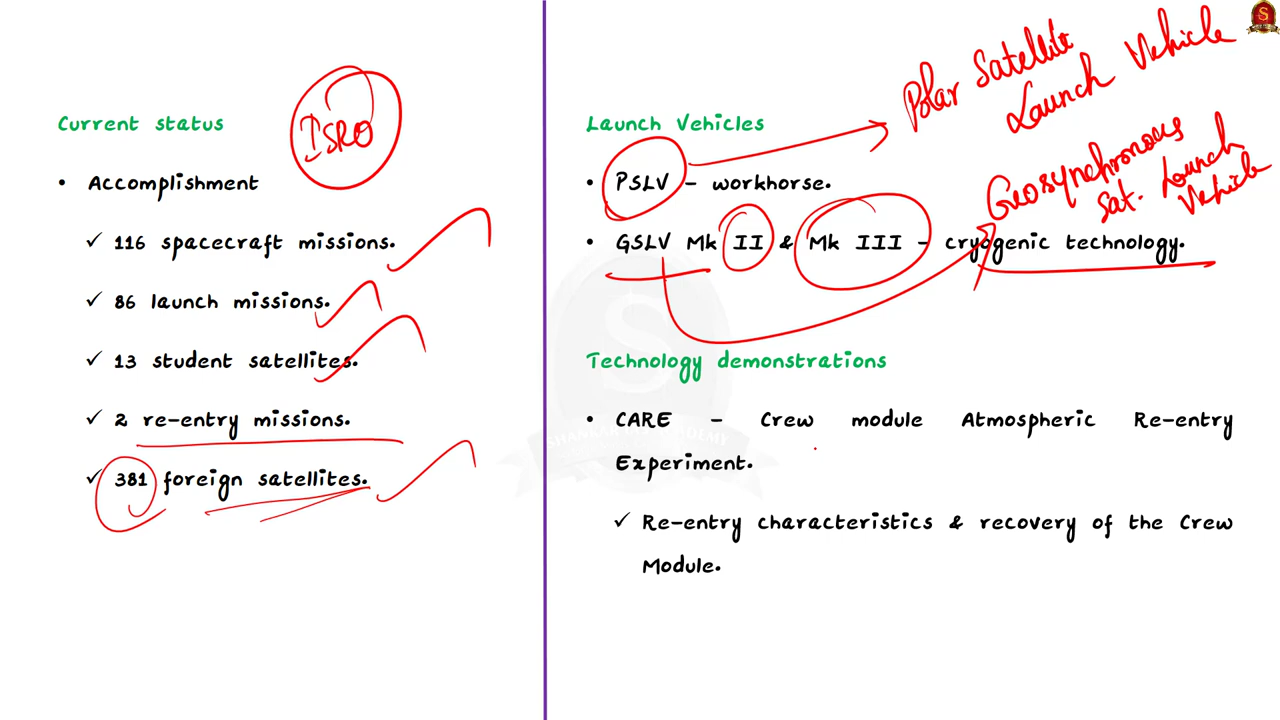 ISRO
Current status
• Accomplishment
✓ 116 spacecraft missions.
✓ 86 launch missions.
✓ 13 student satellites.
✓ 2 re-entry missions.
✓ 381 foreign satellites.
Polar Satellite
Launch Vehicle
Launch Vehicles
• PSLV - workhorse.
Geosynchronous
Sat. Launch
Vehicle
• GSLV Mk II & Mk III - cryogenic technology.
Technology demonstrations
• CARE - Crew module Atmospheric Re-entry
Experiment.
✓ Re-entry characteristics & recovery of the Crew
Module.